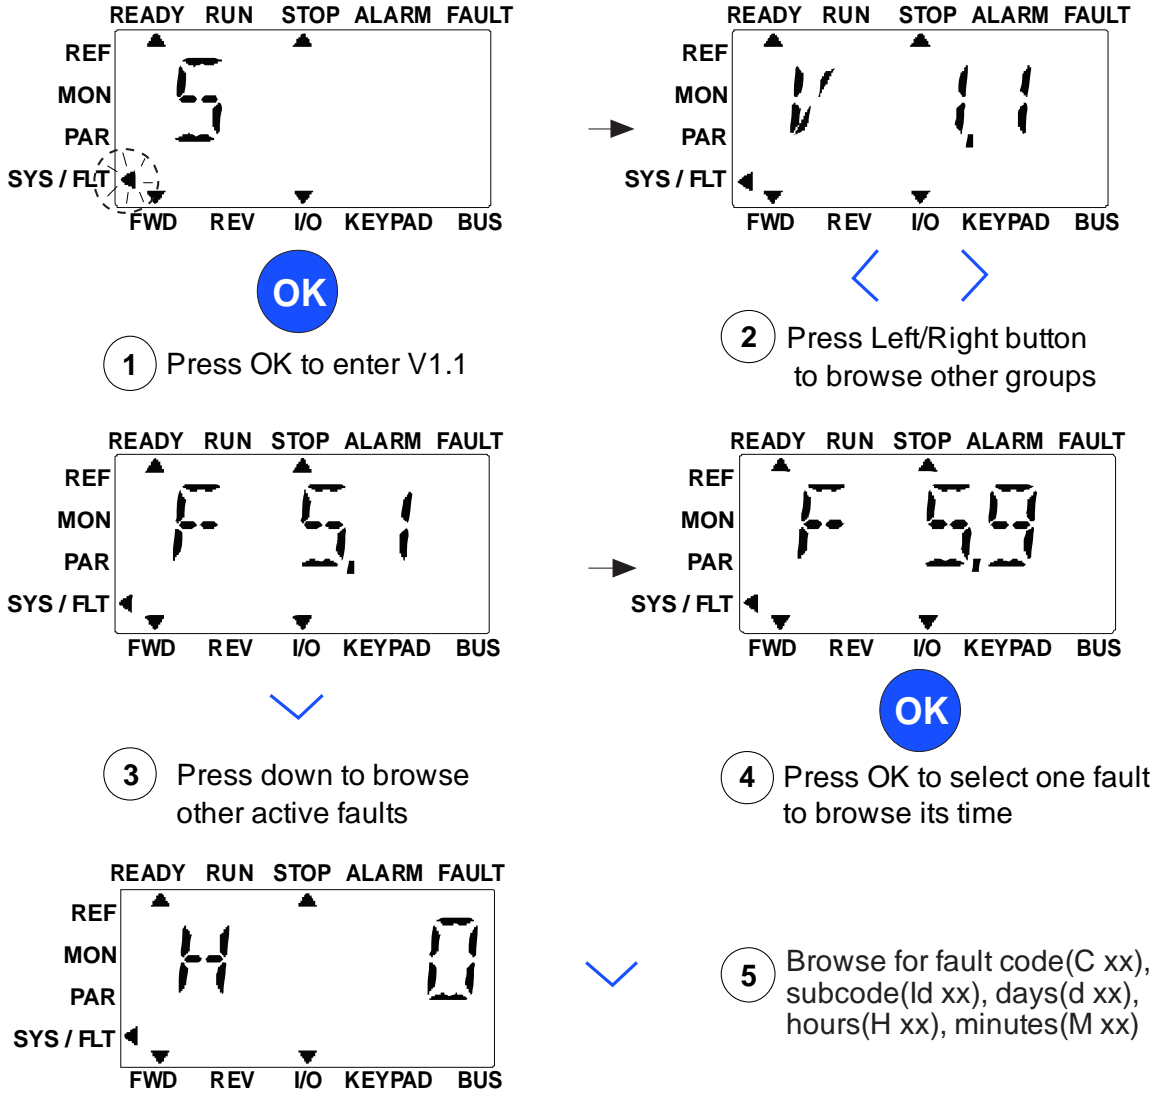 READY RUN STOP ALARM FAULT
REF
MON
PAR
SYS / FLT
S
FWD REV I/O KEYPAD BUS
OK
1 Press OK to enter V1.1
READY RUN STOP ALARM FAULT
REF
MON
PAR
SYS / FLT
V 1.1
FWD REV I/O KEYPAD BUS
2 Press Left/Right button
to browse other groups
READY RUN STOP ALARM FAULT
REF
MON
PAR
SYS / FLT
F 5.1
FWD REV I/O KEYPAD BUS
3 Press down to browse
other active faults
READY RUN STOP ALARM FAULT
REF
MON
PAR
SYS / FLT
F 5.9
FWD REV I/O KEYPAD BUS
OK
4 Press OK to select one fault
to browse its time
READY RUN STOP ALARM FAULT
REF
MON
PAR
SYS / FLT
H 0
FWD REV I/O KEYPAD BUS
5 Browse for fault code(C xx),
subcode(Id xx), days(d xx),
hours(H xx), minutes(M xx)